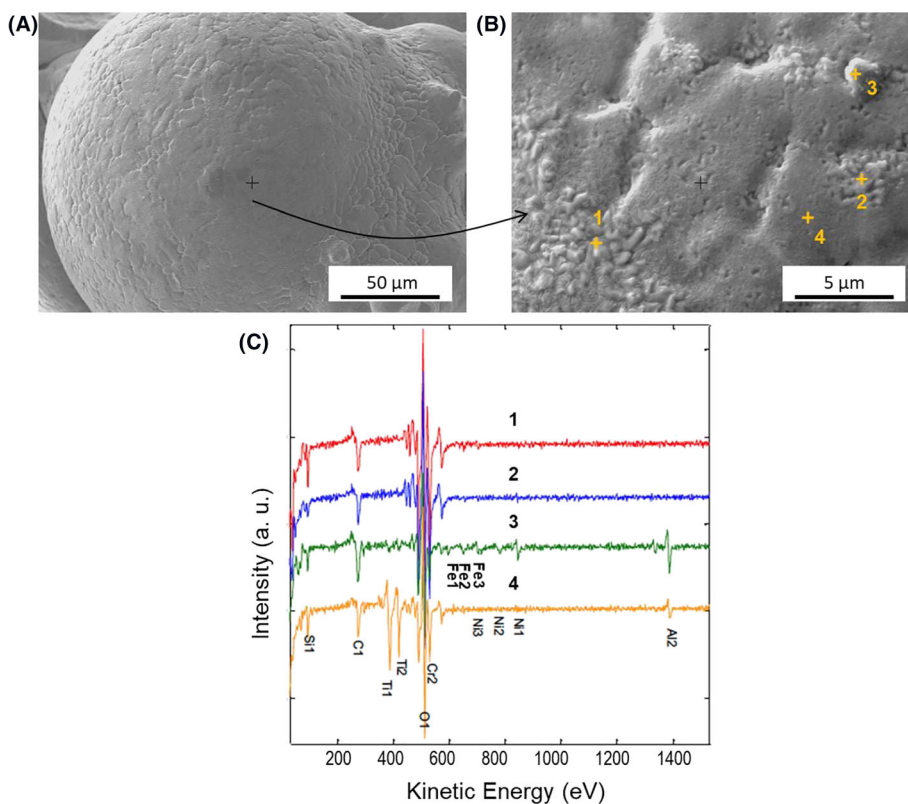 (A)
50 µm
(B)
3
2
1
4
5 µm
(C)
1
2
3
Fe1
Fe2
Fe3
4
Si1
C1
Ti1
Ti2
O1
Cr2
Ni3
Ni2
Ni1
Al2
200 400 600 800 1000 1200 1400
Kinetic Energy (eV)
Intensity (a. u.)